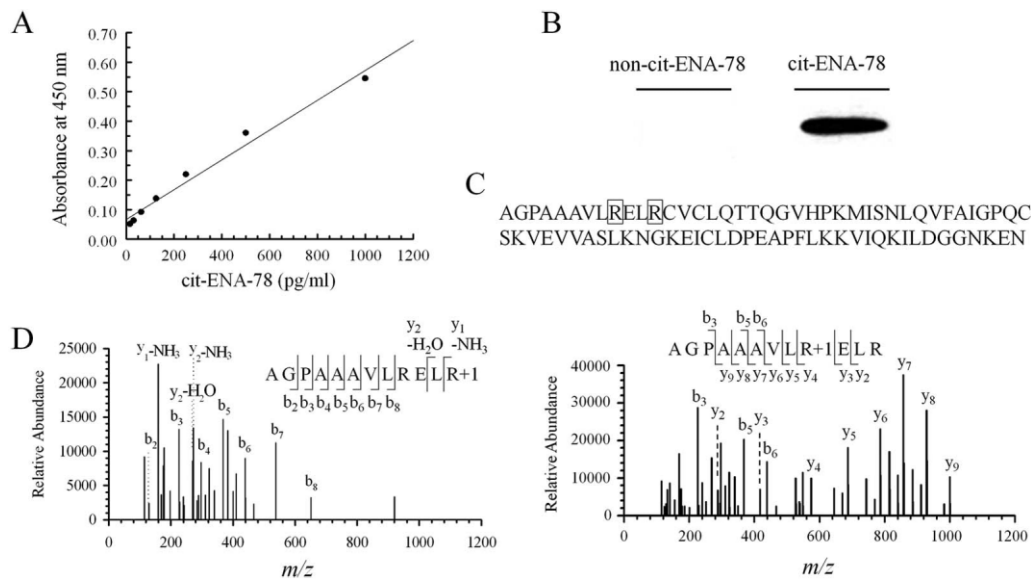 A
0.70
0.60
0.50
0.40
0.30
0.20
0.10
0.00
Absorbance at 450 nm
0 200 400 600 800 1000 1200
cit-ENA-78 (pg/ml)
B
non-cit-ENA-78 cit-ENA-78
C
AGPAAAVLRELRCVCLQTTQGVHPKMISNLQVFAIGPQC
SKVEVVASLKNGKEICLDPEAPFLKKVIQKILDGGNKEN
D
25000
20000
15000
10000
5000
0
Relative Abundance
y1-NH3
y2-NH3
y2-H2O
b2
b3
b4
b5
b6
b7
b8
y2 y1
-H2O -NH3
AGPAAAVLRELR+1
b2 b3 b4 b5 b6 b7 b8
0 200 400 600 800 1000 1200
m/z
b3 b5 b6
AGPAAAVLR+1ELR
y9 y8 y7 y6 y5 y4 y3 y2
40000
30000
20000
10000
0
Relative Abundance
b3
y2
b5
y3
b6
y4
y5
y6
y7
y8
y9
0 200 400 600 800 1000 1200
m/z